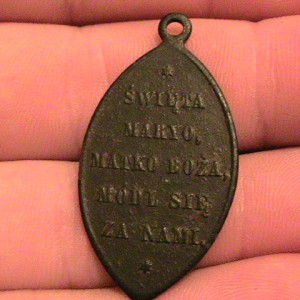 ŚWIĘTA
MARYO,
MATKO BOŻA,
MÓDL SIĘ
ZA NAMI.